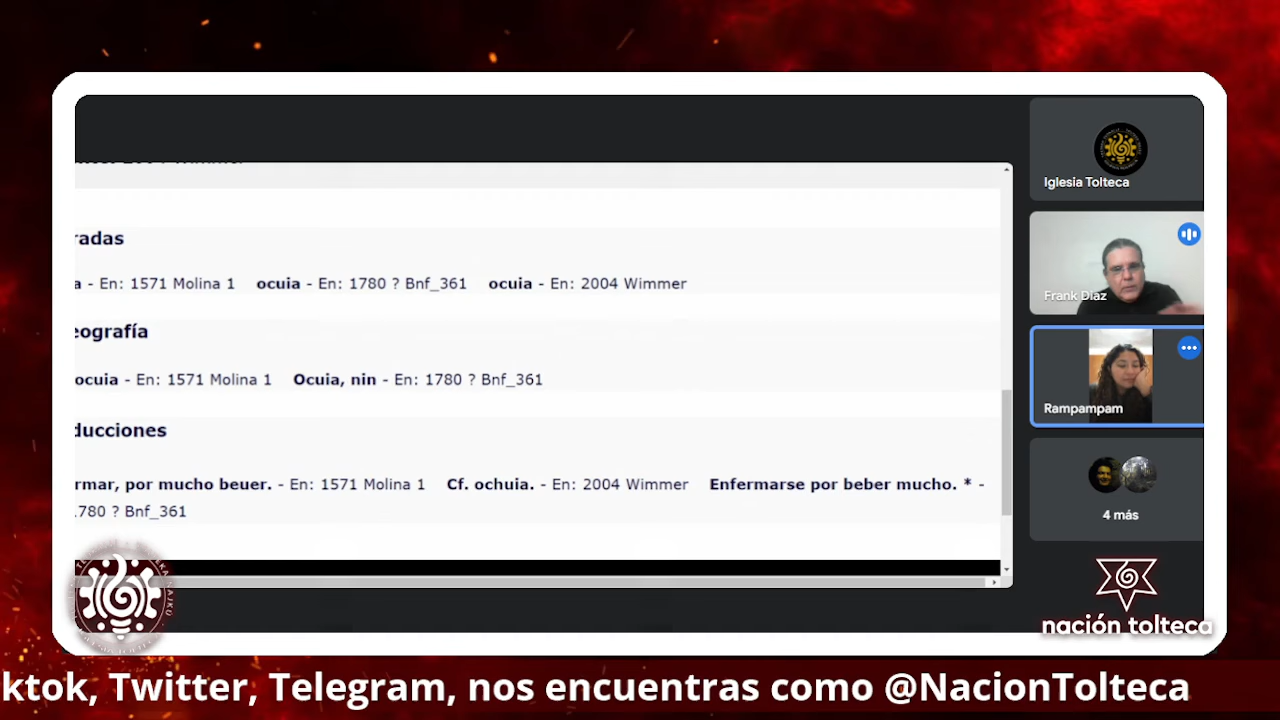 radas
a - En: 1571 Molina 1 ocuia - En: 1780 ? Bnf_361 ocuia - En: 2004 Wimmer
eografía
ocuia - En: 1571 Molina 1 Ocuia, nin - En: 1780 ? Bnf_361
ducciones
rmar, por mucho beuer. - En: 1571 Molina 1 Cf. ochuia. - En: 2004 Wimmer Enfermarse por beber mucho. * -
1780 ? Bnf_361
Iglesia Tolteca
Frank Diaz
Rampampam
4 más
nación tolteca
ktok, Twitter, Telegram, nos encuentras como @NacionTolteca